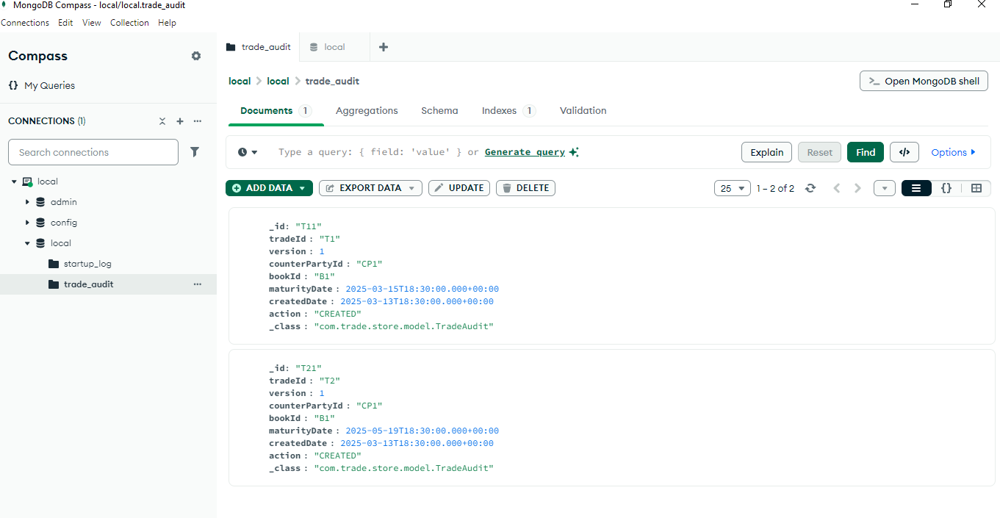 MongoDB Compass - local/local.trade_audit
Connections Edit View Collection Help
Compass
{} My Queries
CONNECTIONS (1)
Search connections
local
admin
config
local
startup_log
trade_audit
trade_audit local
local > local > trade_audit
>_ Open MongoDB shell
Documents 1 Aggregations Schema Indexes 1 Validation
Type a query: { field: 'value' } or Generate query
Explain Reset Find </> Options
ADD DATA EXPORT DATA UPDATE DELETE
25 1 – 2 of 2 {}
_id: "T11"
tradeId : "T1"
version : 1
counterPartyId : "CP1"
bookId : "B1"
maturityDate : 2025-03-15T18:30:00.000+00:00
createdDate : 2025-03-13T18:30:00.000+00:00
action : "CREATED"
_class : "com.trade.store.model.TradeAudit"
_id: "T21"
tradeId : "T2"
version : 1
counterPartyId : "CP1"
bookId : "B1"
maturityDate : 2025-05-19T18:30:00.000+00:00
createdDate : 2025-03-13T18:30:00.000+00:00
action : "CREATED"
_class : "com.trade.store.model.TradeAudit"